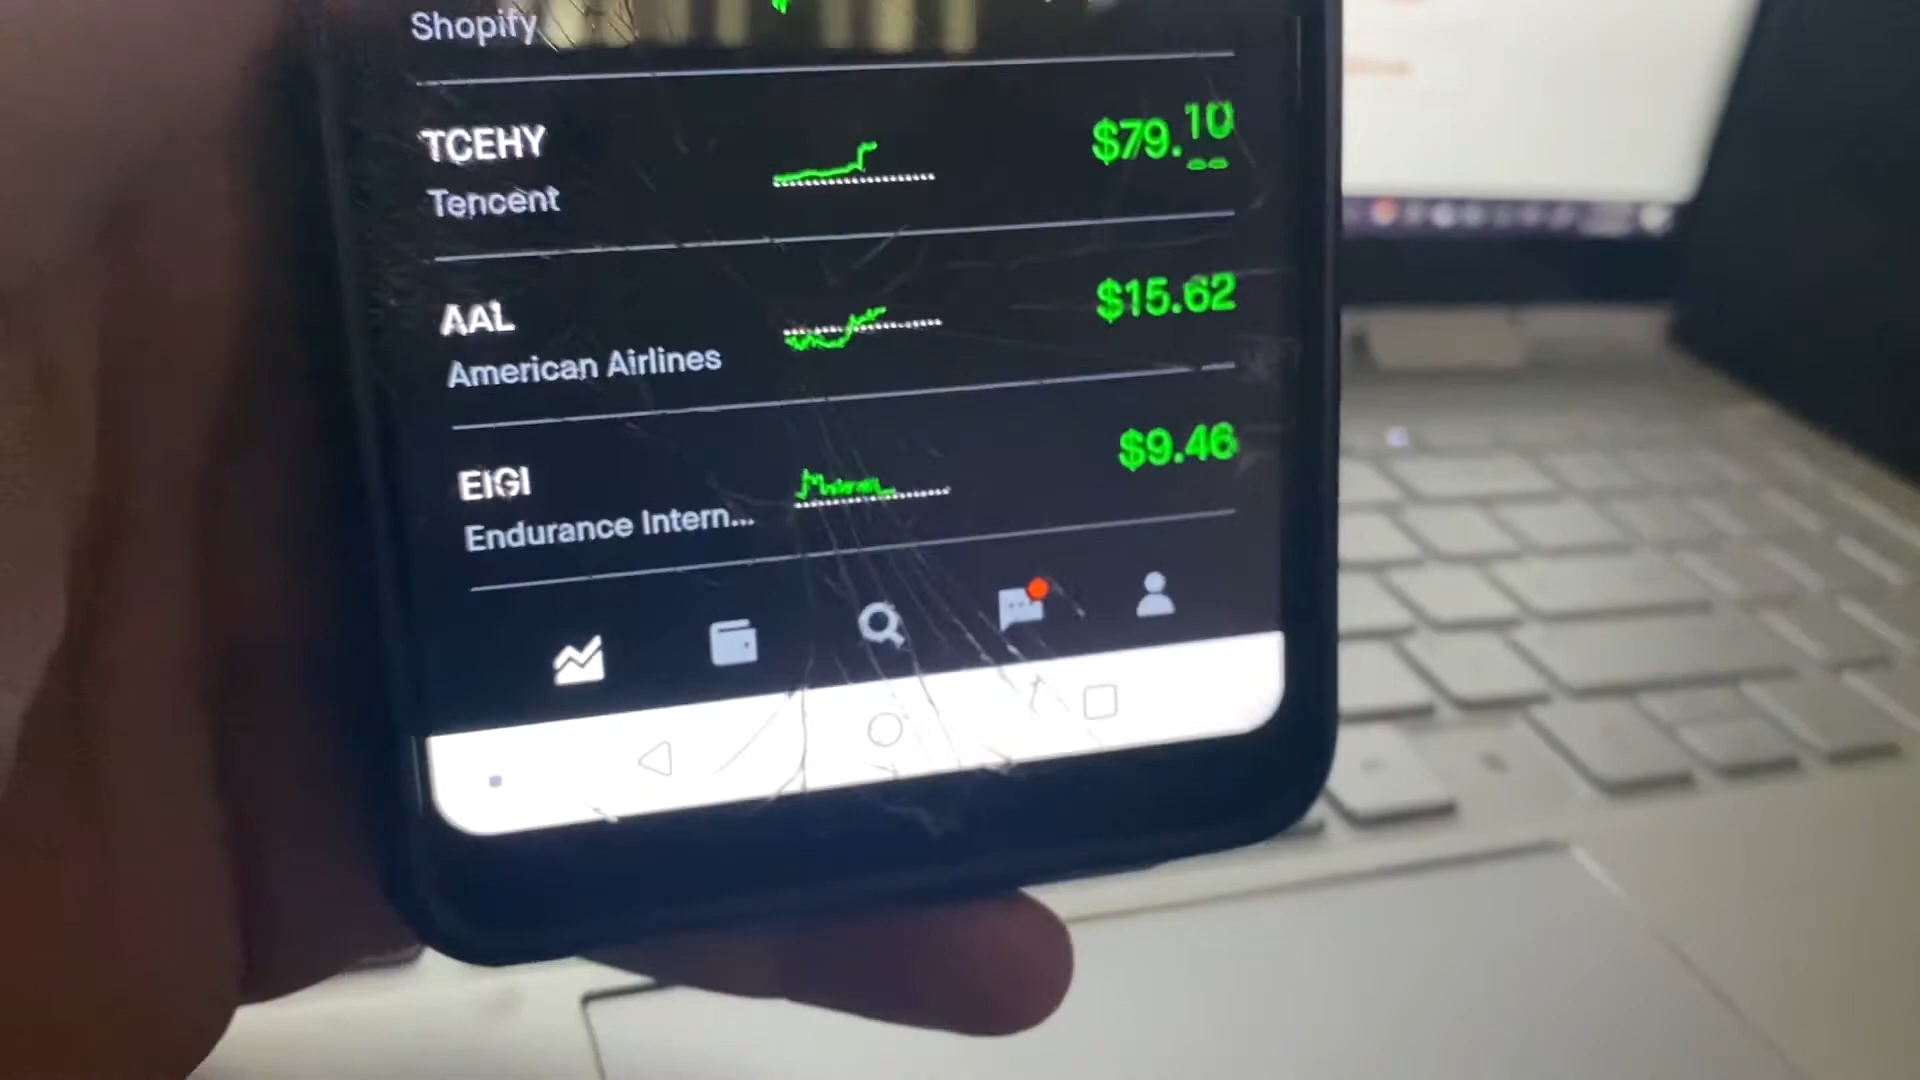 Shopify
TCEHY
$79.10
Tencent
AAL
$15.62
American Airlines
EIGI
$9.46
Endurance Intern...